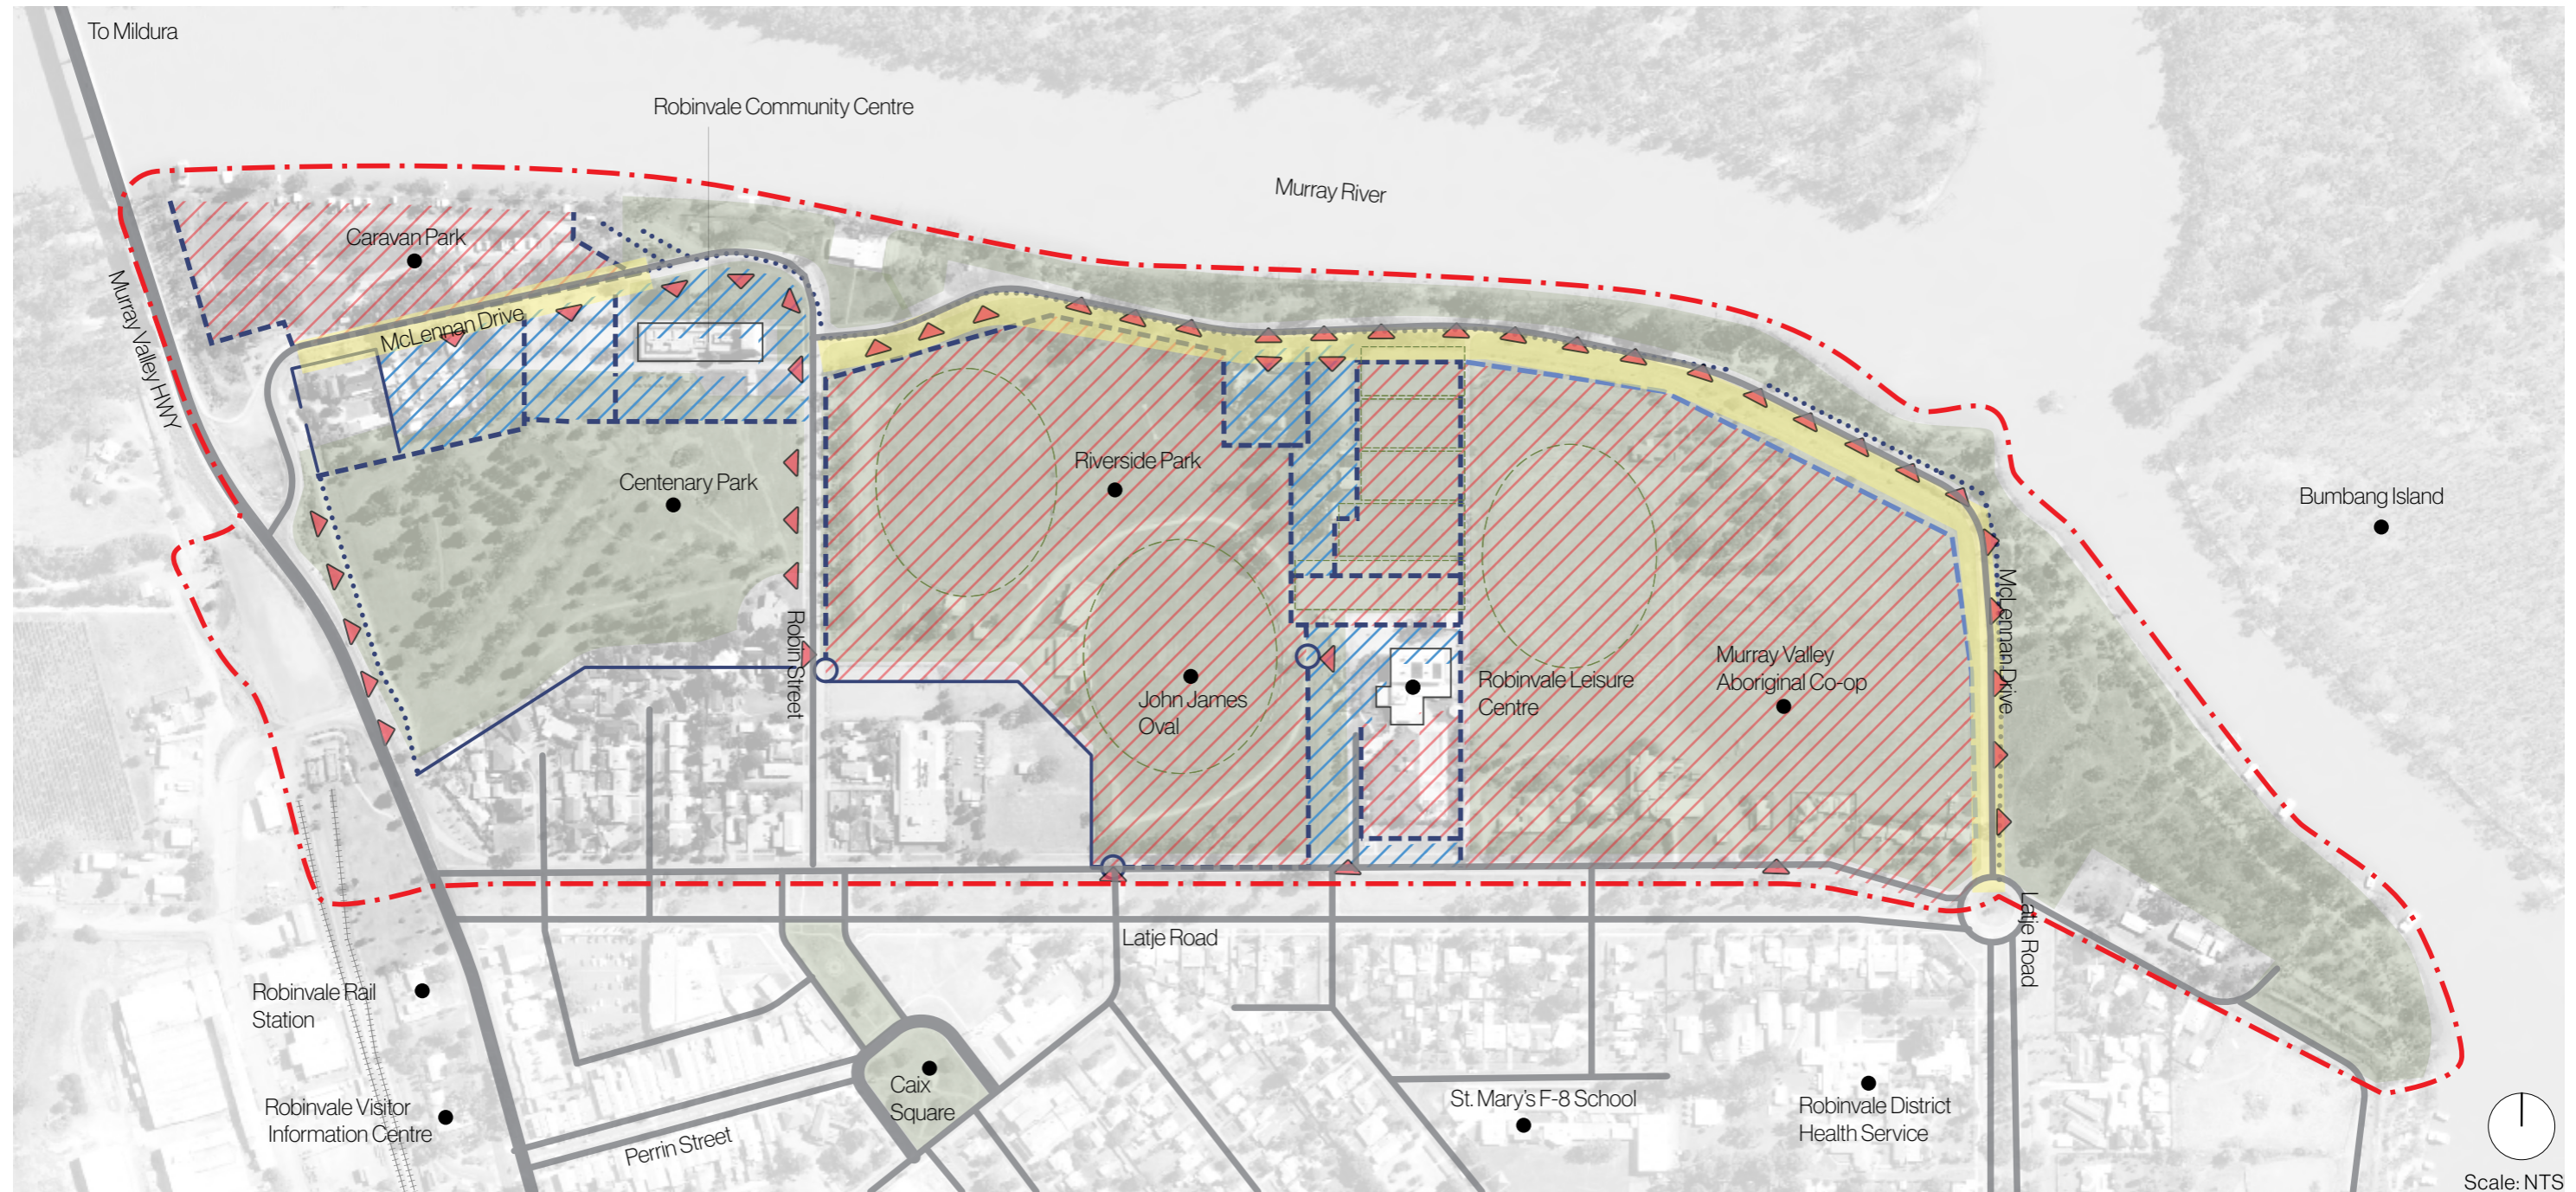 To Mildura
Robinvale Community Centre
Murray River
Caravan Park
Murray Valley HWY
McLennan Drive
Centenary Park
Riverside Park
Bumbang Island
Robin Street
John James
Oval
Robinvale Leisure
Centre
Murray Valley
Aboriginal Co-op
McLennan Drive
Latje Road
Latje Road
Robinvale Rail
Station
Robinvale Visitor
Information Centre
Caix
Square
Perrin Street
St. Mary's F-8 School
Robinvale District
Health Service
Scale: NTS